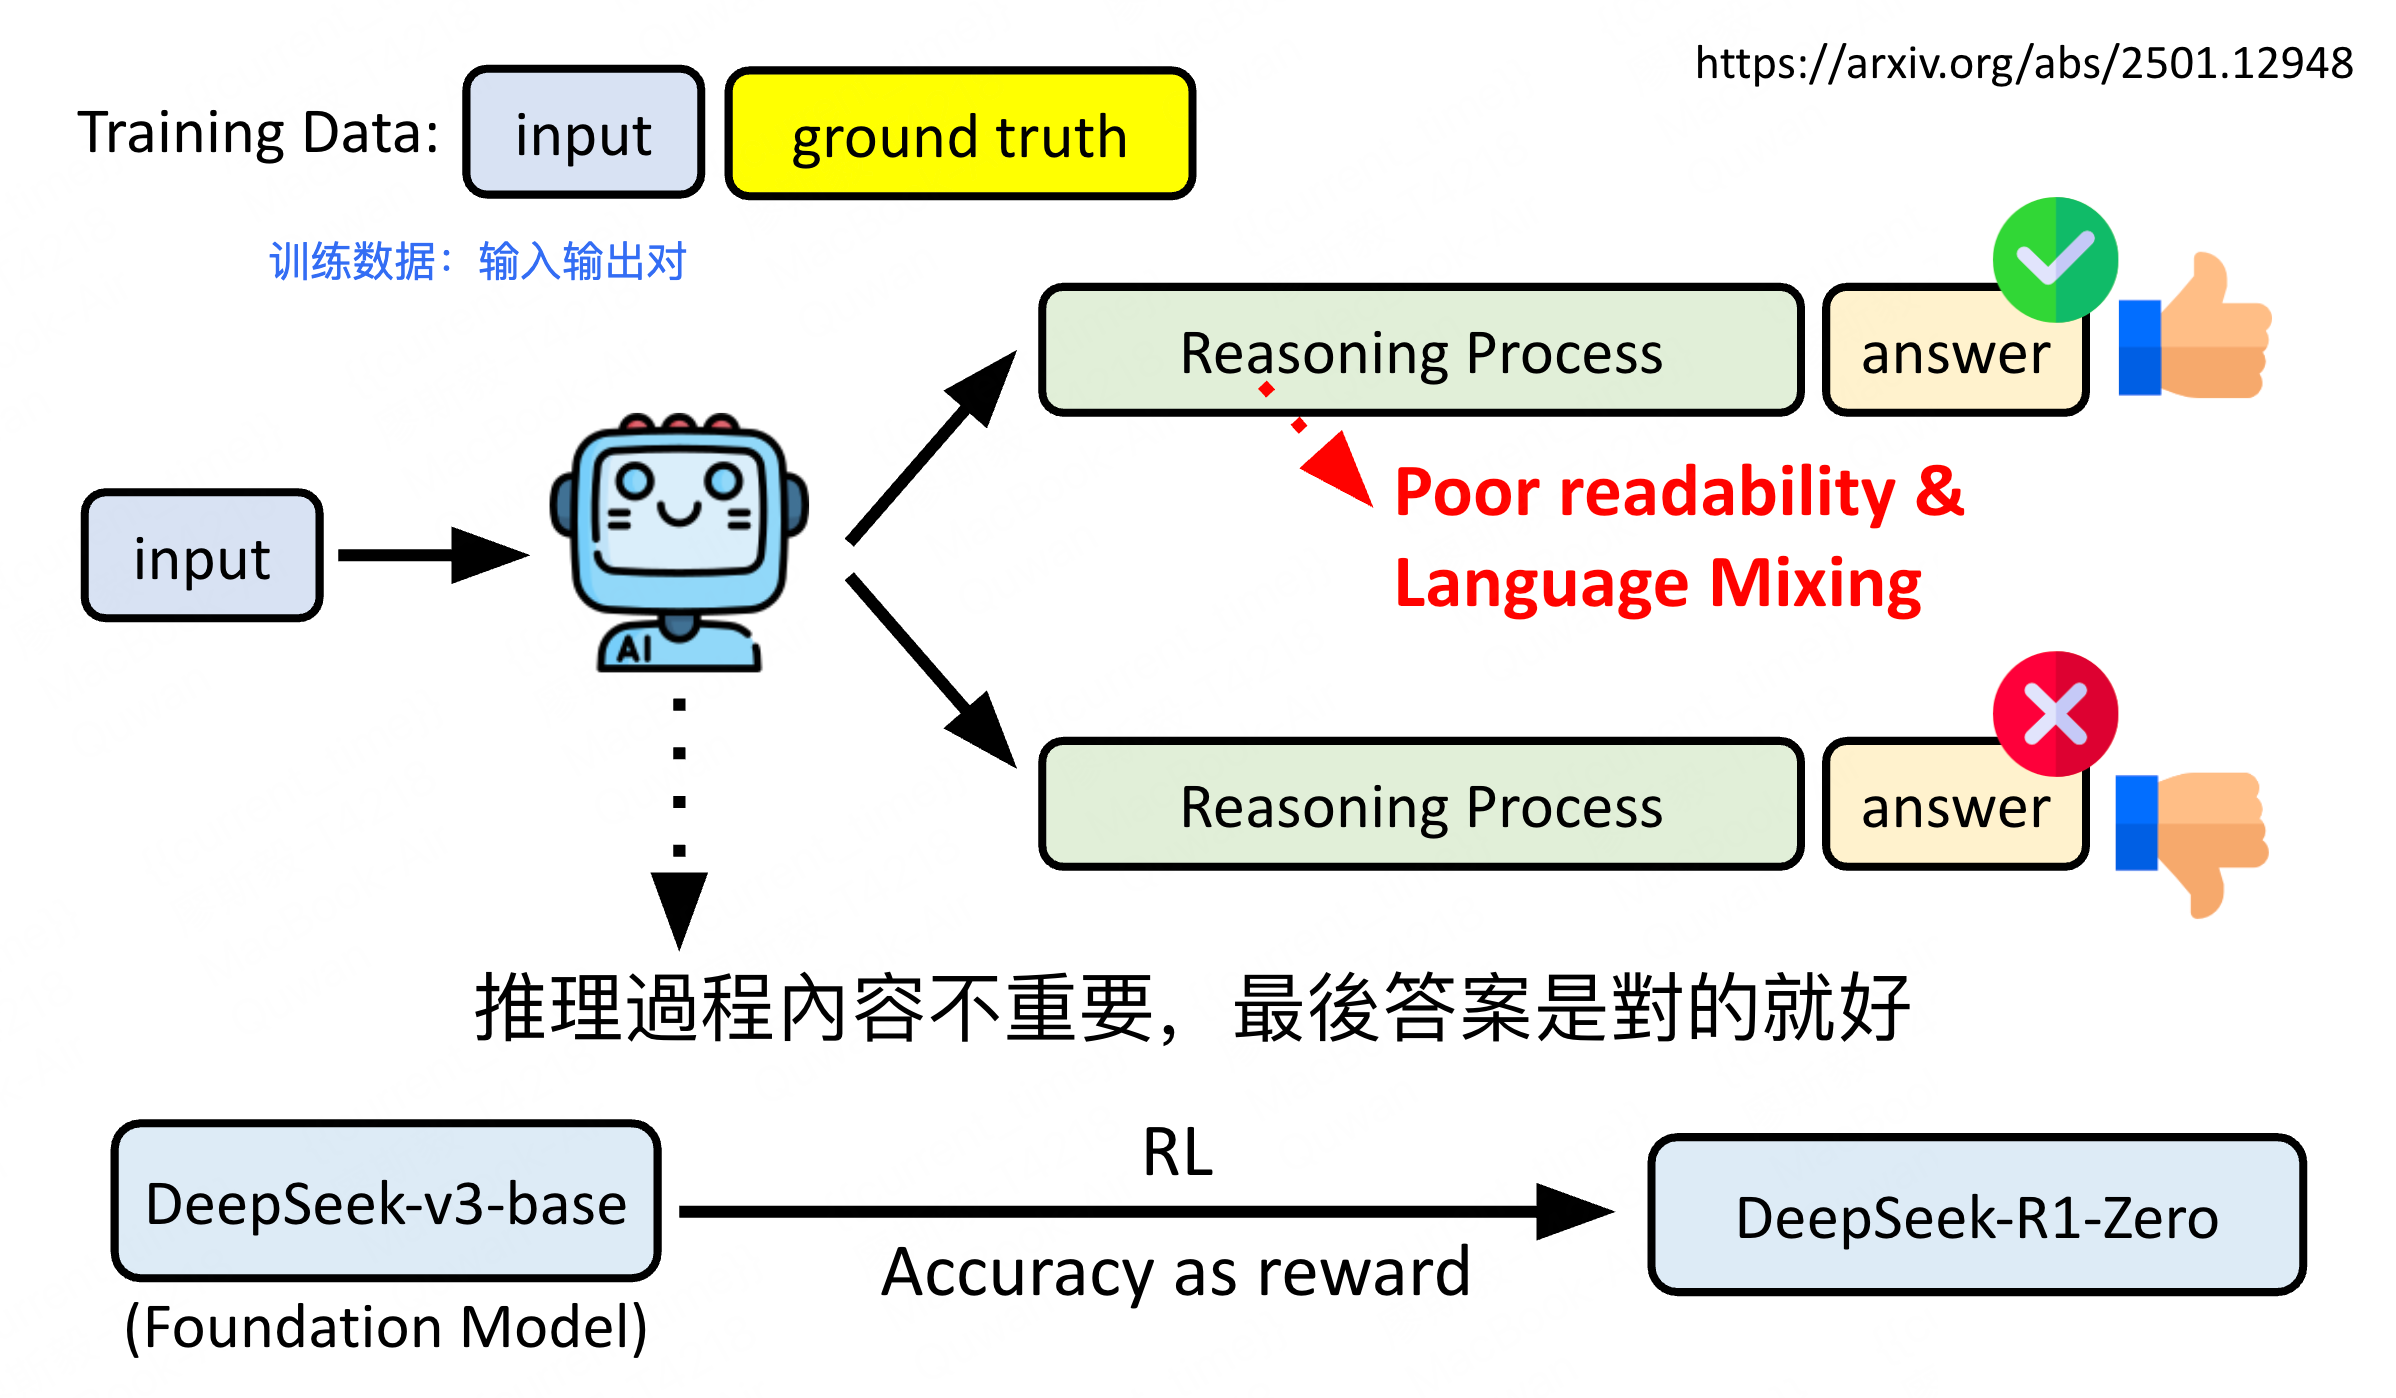 https://arxiv.org/abs/2501.12948
Training Data:
input
ground truth
训练数据：输入输出对
Reasoning Process
answer
input
Poor readability &
Language Mixing
AI
Reasoning Process
answer
推理過程內容不重要，最後答案是對的就好
DeepSeek-v3-base
(Foundation Model)
RL
Accuracy as reward
DeepSeek-R1-Zero